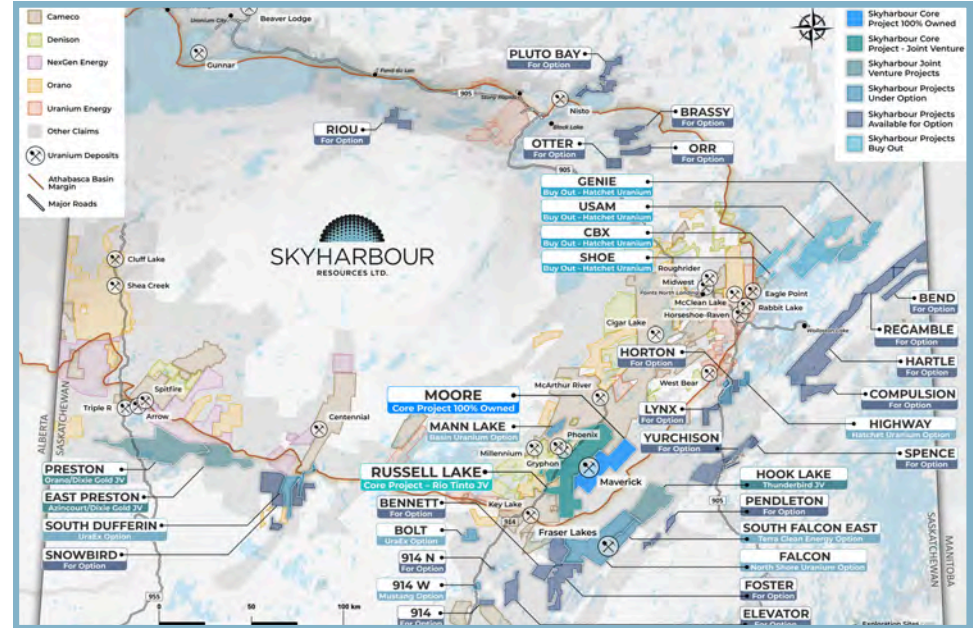 Cameco
Denison
NexGen Energy
Orano
Uranium Energy
Other Claims
Uranium Deposits
Athabasca Basin
Margin
Major Roads
Skyharbour Core
Project 100% Owned
Skyharbour Core
Project - Joint Venture
Skyharbour Joint
Venture Projects
Skyharbour Projects
Under Option
Skyharbour Projects
Available for Option
Skyharbour Projects
Buy Out
Uranium City
Beaver Lodge
Gunnar
Fond du Lac
905
Stony Rapids
Black Lake
Nisto
905
PLUTO BAY
For Option
RIOU
For Option
BRASSY
For Option
OTTER
For Option
ORR
For Option
GENIE
Buy Out - Hatchet Uranium
USAM
Buy Out - Hatchet Uranium
CBX
Buy Out - Hatchet Uranium
SHOE
Buy Out - Hatchet Uranium
SKYHARBOUR
RESOURCES LTD.
Cluff Lake
Shea Creek
Roughrider
Midwest
Points North Landing
McClean Lake
Horseshoe-Raven
Eagle Point
Rabbit Lake
Wollaston Lake
Cigar Lake
BEND
For Option
REGAMBLE
For Option
HARTLE
For Option
COMPULSION
For Option
HIGHWAY
Hatchet Uranium Option
SPENCE
For Option
HORTON
For Option
West Bear
LYNX
For Option
YURCHISON
For Option
McArthur River
MOORE
Core Project 100% Owned
MANN LAKE
Basin Uranium Option
Phoenix
Millennium
Gryphon
Maverick
RUSSELL LAKE
Core Project - Rio Tinto JV
Spitfire
Triple R
Arrow
Centennial
ALBERTA
SASKATCHEWAN
PRESTON
Orano/Dixie Gold JV
EAST PRESTON
Azincourt/Dixie Gold JV
SOUTH DUFFERIN
UraEx Option
SNOWBIRD
For Option
BENNETT
For Option
Key Lake
914
BOLT
UraEx Option
Fraser Lakes
914 N
For Option
914 W
Mustang Option
914
For Option
HOOK LAKE
Thunderbird JV
PENDLETON
For Option
SOUTH FALCON EAST
Terra Clean Energy Option
FALCON
North Shore Uranium Option
FOSTER
For Option
ELEVATOR
For Option
905
955
SASKATCHEWAN
MANITOBA
0
50
100 km
Exploration Sites